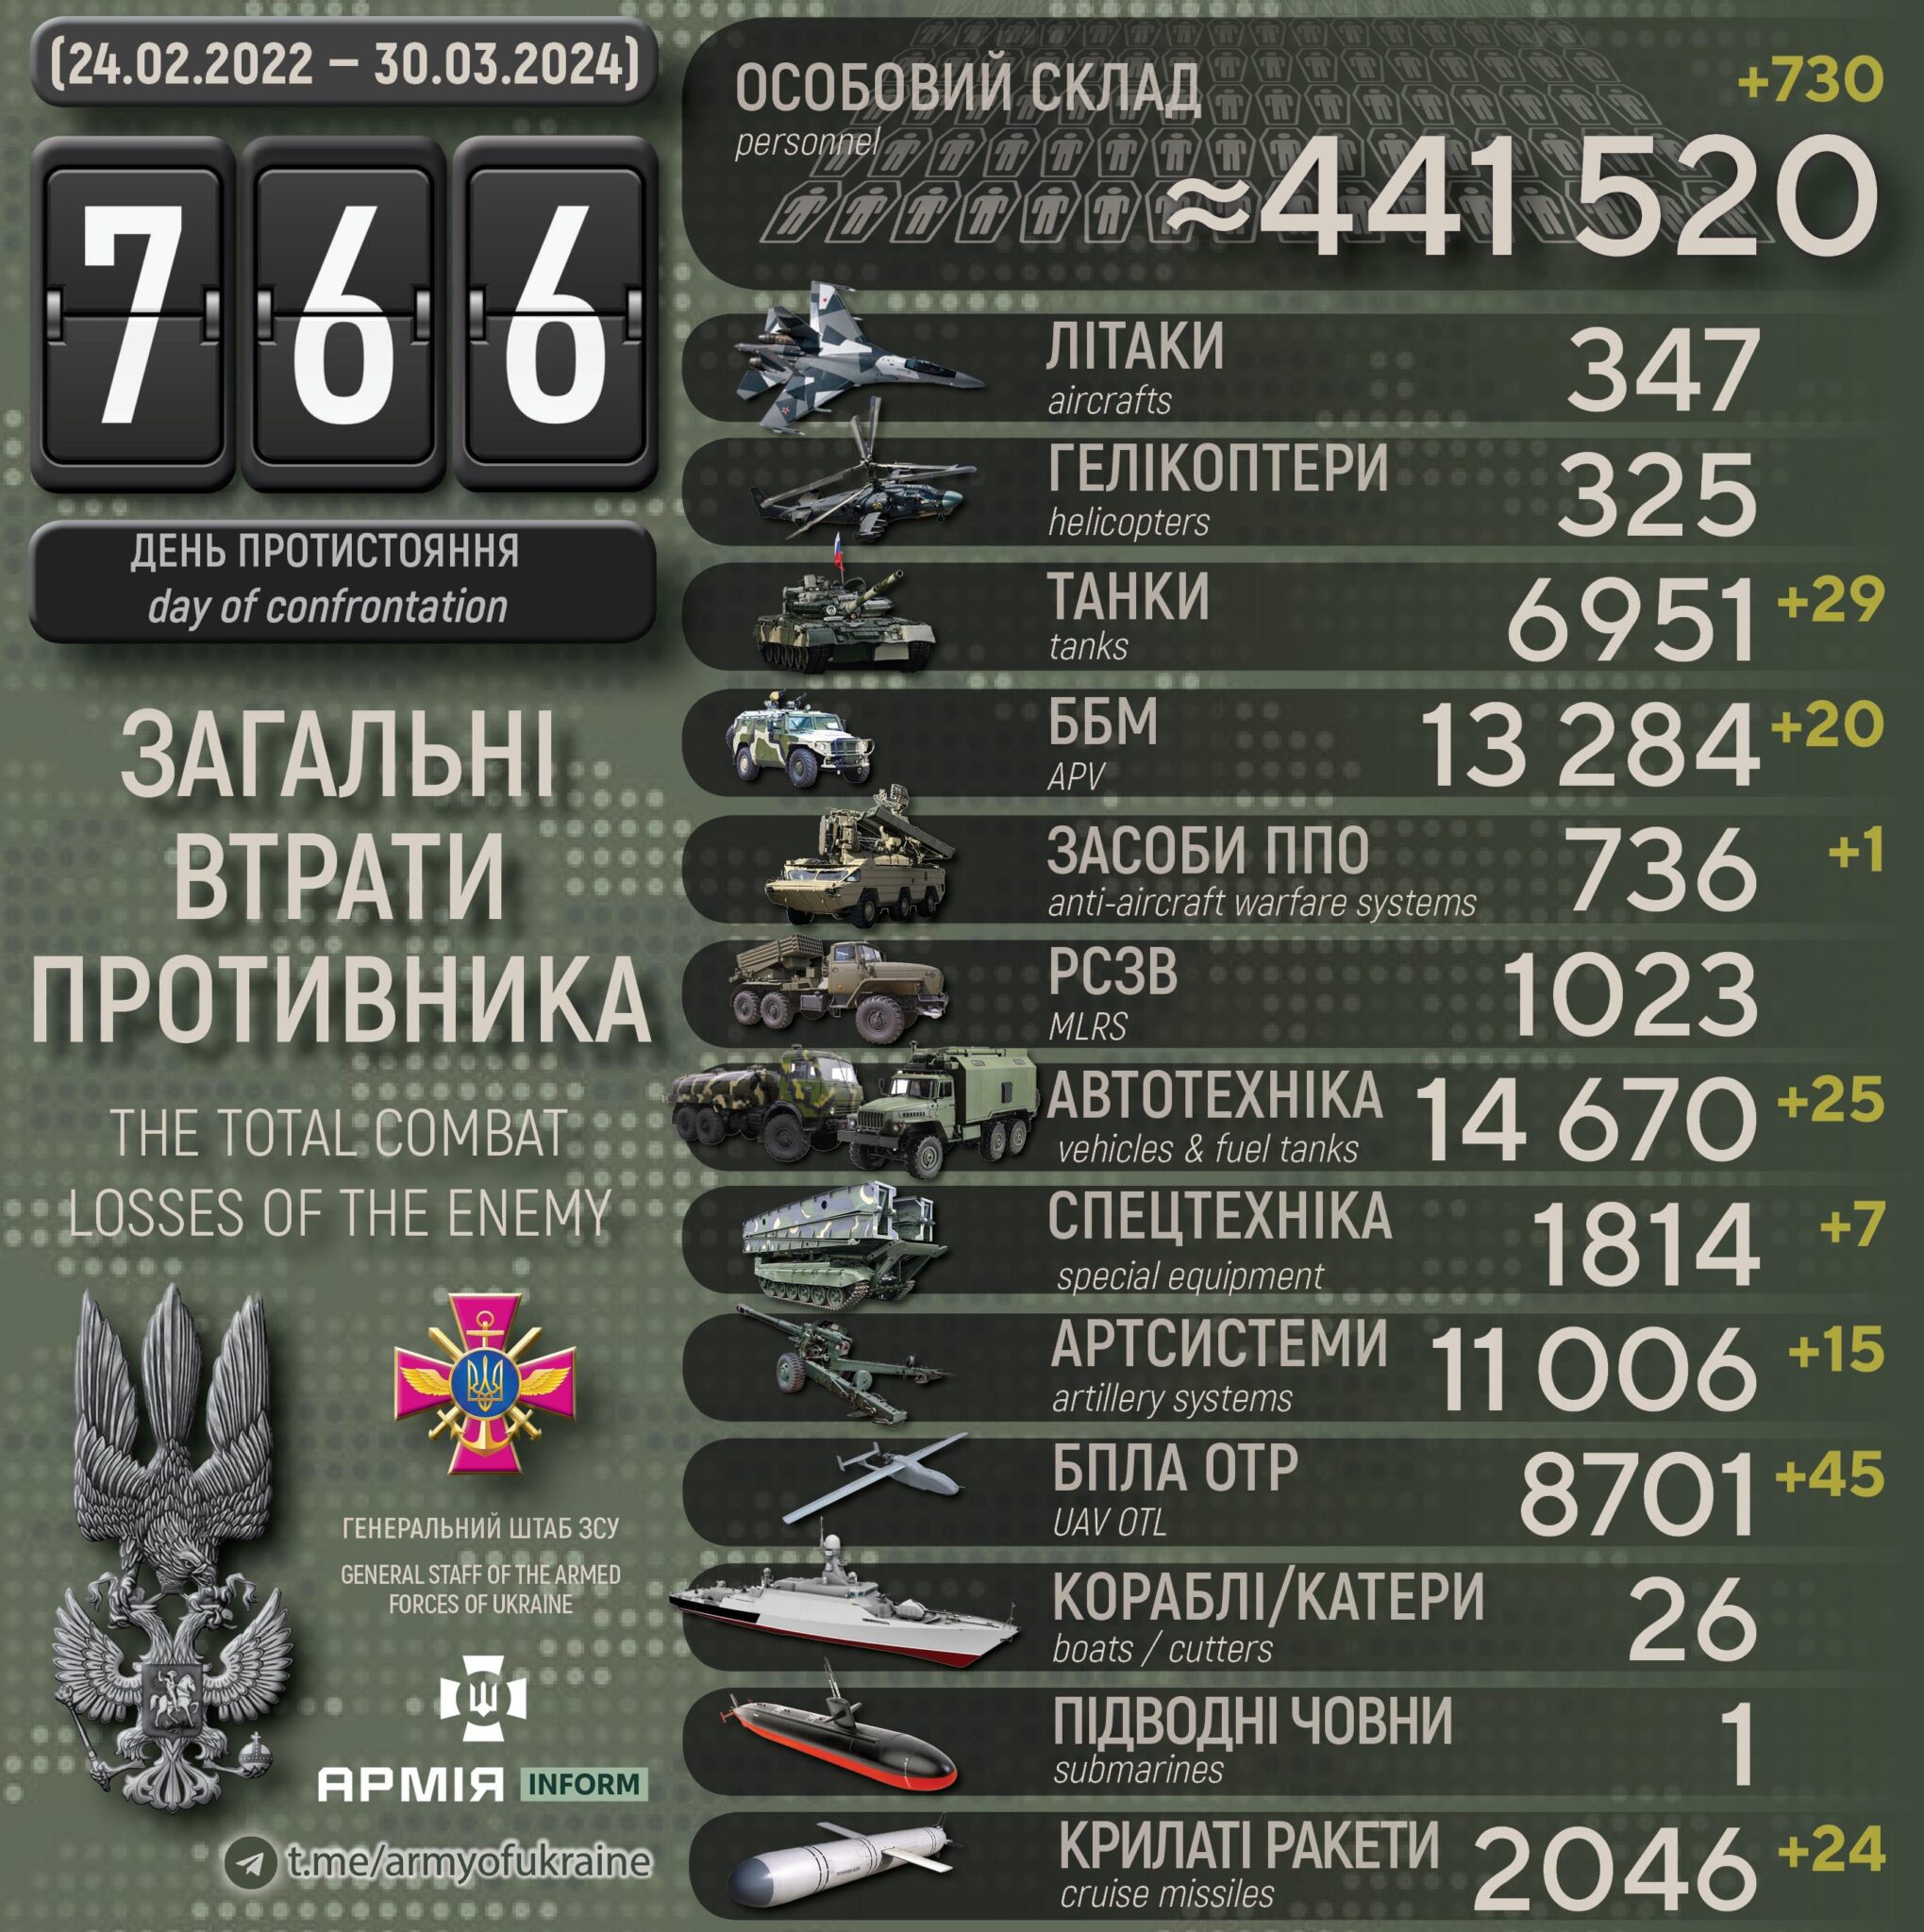 (24.02.2022 – 30.03.2024)
766
ДЕНЬ ПРОТИСТОЯННЯ
day of confrontation
ЗАГАЛЬНІ
ВТРАТИ
ПРОТИВНИКА
THE TOTAL COMBAT
LOSSES OF THE ENEMY
ГЕНЕРАЛЬНИЙ ШТАБ ЗСУ
GENERAL STAFF OF THE ARMED
FORCES OF UKRAINE
АРМІЯ INFORM
t.me/armyofukraine
ОСОБОВИЙ СКЛАД +730
personnel
≈441 520
ЛІТАКИ 347
aircrafts
ГЕЛІКОПТЕРИ 325
helicopters
ТАНКИ 6951 +29
tanks
ББМ 13 284 +20
APV
ЗАСОБИ ППО 736 +1
anti-aircraft warfare systems
РСЗВ 1023
MLRS
АВТОТЕХНІКА 14 670 +25
vehicles & fuel tanks
СПЕЦТЕХНІКА 1814 +7
special equipment
АРТСИСТЕМИ 11 006 +15
artillery systems
БПЛА ОТР 8701 +45
UAV OTL
КОРАБЛІ/КАТЕРИ 26
boats / cutters
ПІДВОДНІ ЧОВНИ 1
submarines
КРИЛАТІ РАКЕТИ 2046 +24
cruise missiles